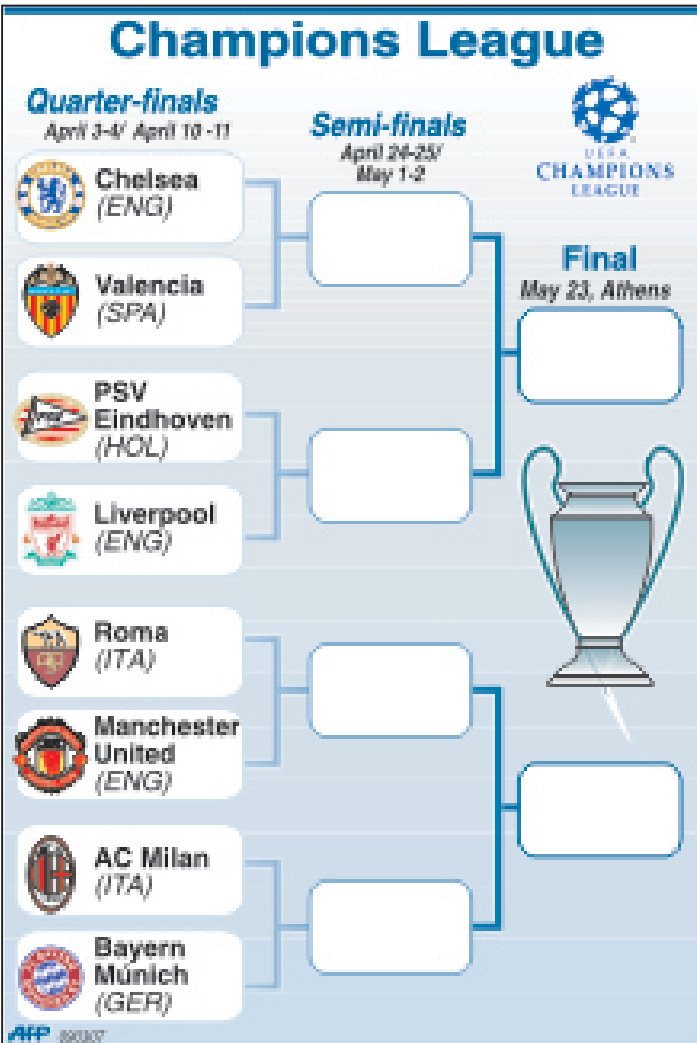 Champions League
Quarter-finals
April 3-4/ April 10 -11
Semi-finals
April 24-25/
May 1-2
UEFA
CHAMPIONS
LEAGUE
Final
May 23, Athens
Chelsea
(ENG)
Valencia
(SPA)
PSV
Eindhoven
(HOL)
Liverpool
(ENG)
Roma
(ITA)
Manchester
United
(ENG)
AC Milan
(ITA)
Bayern
Münich
(GER)
AFP 090307